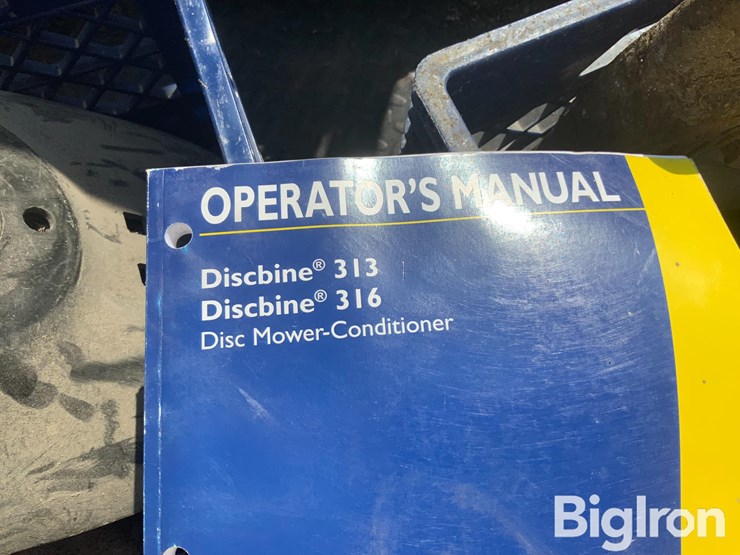 OPERATOR'S MANUAL
Discbine® 313
Discbine® 316
Disc Mower-Conditioner
BigIron